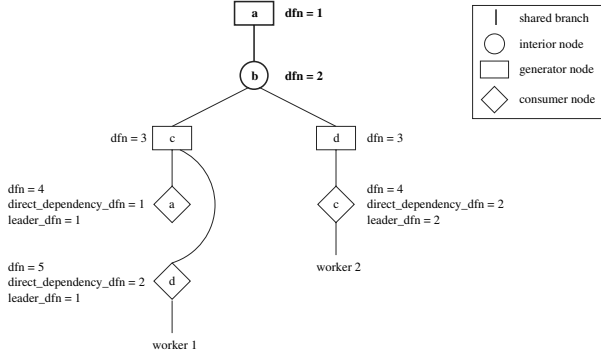 a dfn = 1
b dfn = 2
dfn = 3 c
d dfn = 3
dfn = 4
direct_dependency_dfn = 1
leader_dfn = 1
a
dfn = 4
direct_dependency_dfn = 2
leader_dfn = 2
c
worker 2
dfn = 5
direct_dependency_dfn = 2
leader_dfn = 1
d
worker 1
shared branch
interior node
generator node
consumer node